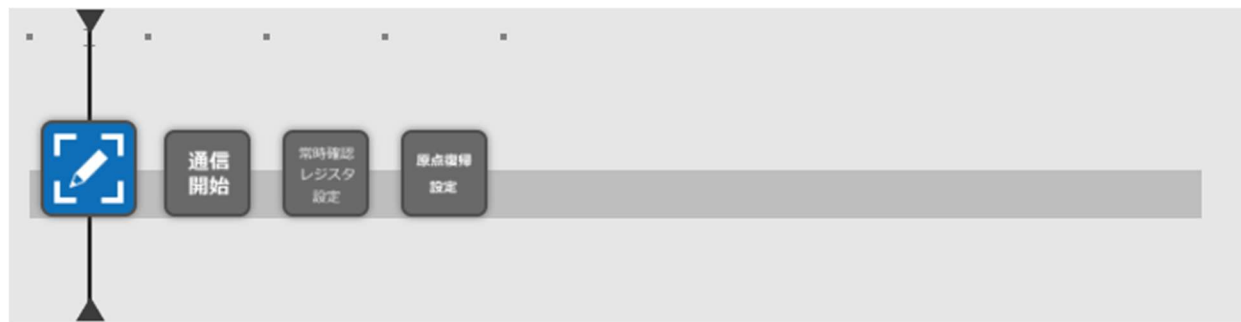 通信
開始
常時確認
レジスタ
設定
原点復帰
設定